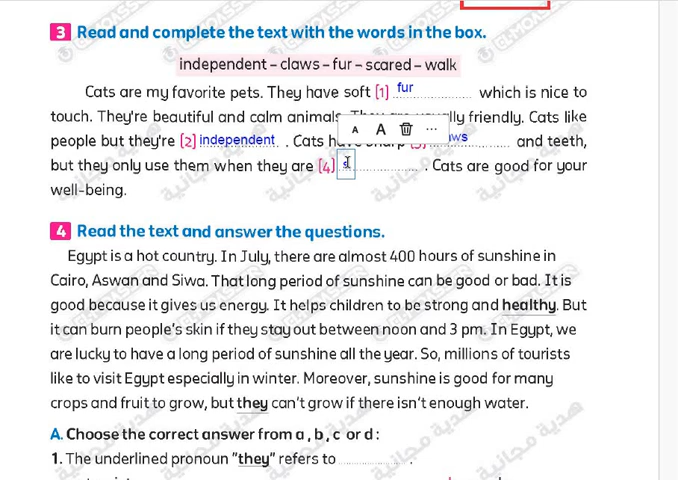 3 Read and complete the text with the words in the box.
independent – claws – fur – scared – walk
Cats are my favorite pets. They have soft (1) fur which is nice to
touch. They're beautiful and calm animals. They are usually friendly. Cats like
people but they're (2) independent . Cats have sharp (3) and teeth,
but they only use them when they are (4) s . Cats are good for your
well-being.
A A ...
4 Read the text and answer the questions.
Egypt is a hot country. In July, there are almost 400 hours of sunshine in
Cairo, Aswan and Siwa. That long period of sunshine can be good or bad. It is
good because it gives us energy. It helps children to be strong and healthy. But
it can burn people's skin if they stay out between noon and 3 pm. In Egypt, we
are lucky to have a long period of sunshine all the year. So, millions of tourists
like to visit Egypt especially in winter. Moreover, sunshine is good for many
crops and fruit to grow, but they can't grow if there isn't enough water.
A. Choose the correct answer from a , b , c or d :
1. The underlined pronoun "they" refers to .................. .
هدية مجانية